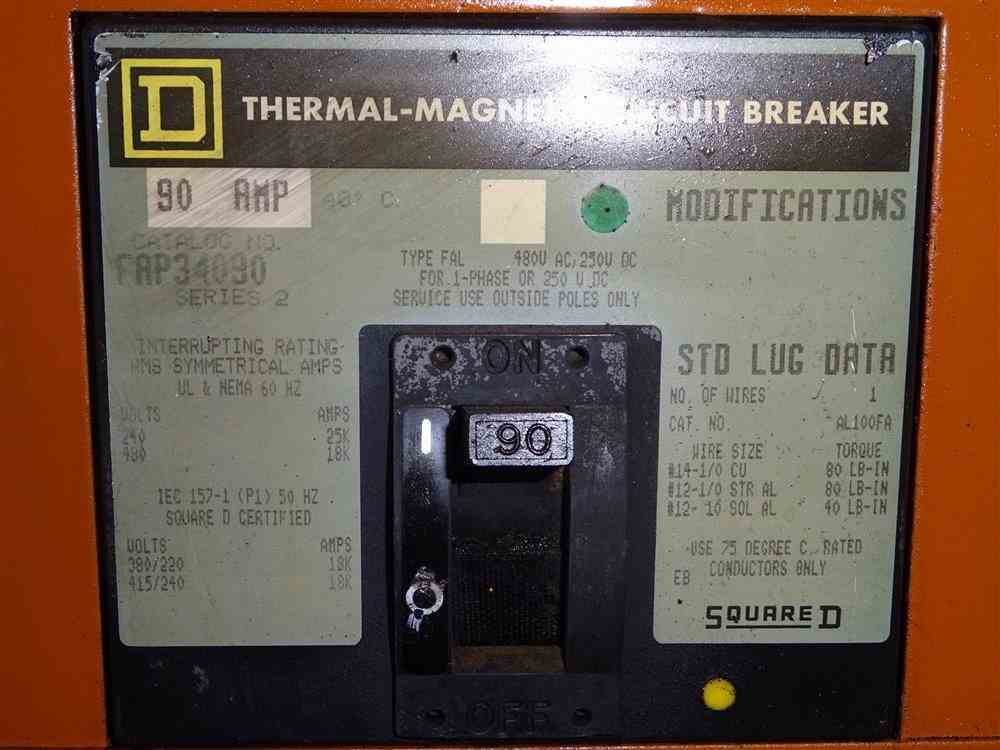 D
THERMAL-MAGNE CUIT BREAKER
90 AMP 40° C
MODIFICATIONS
CATALOG NO.
FAP34090
SERIES 2
TYPE FAL 480V AC, 250V DC
FOR 1-PHASE OR 250 V DC
SERVICE USE OUTSIDE POLES ONLY
INTERRUPTING RATING
RMS SYMMETRICAL AMPS
UL & NEMA 60 HZ
VOLTS AMPS
240 25K
480 18K
IEC 157-1 (P1) 50 HZ
SQUARE D CERTIFIED
VOLTS AMPS
380/220 18K
415/240 18K
ON
90
OFF
STD LUG DATA
NO. OF WIRES 1
CAT. NO. AL100FA
WIRE SIZE TORQUE
#14-1/0 CU 80 LB-IN
#12-1/0 STR AL 80 LB-IN
#12- 10 SOL AL 40 LB-IN
USE 75 DEGREE C. RATED
CONDUCTORS ONLY
EB
SQUARE D